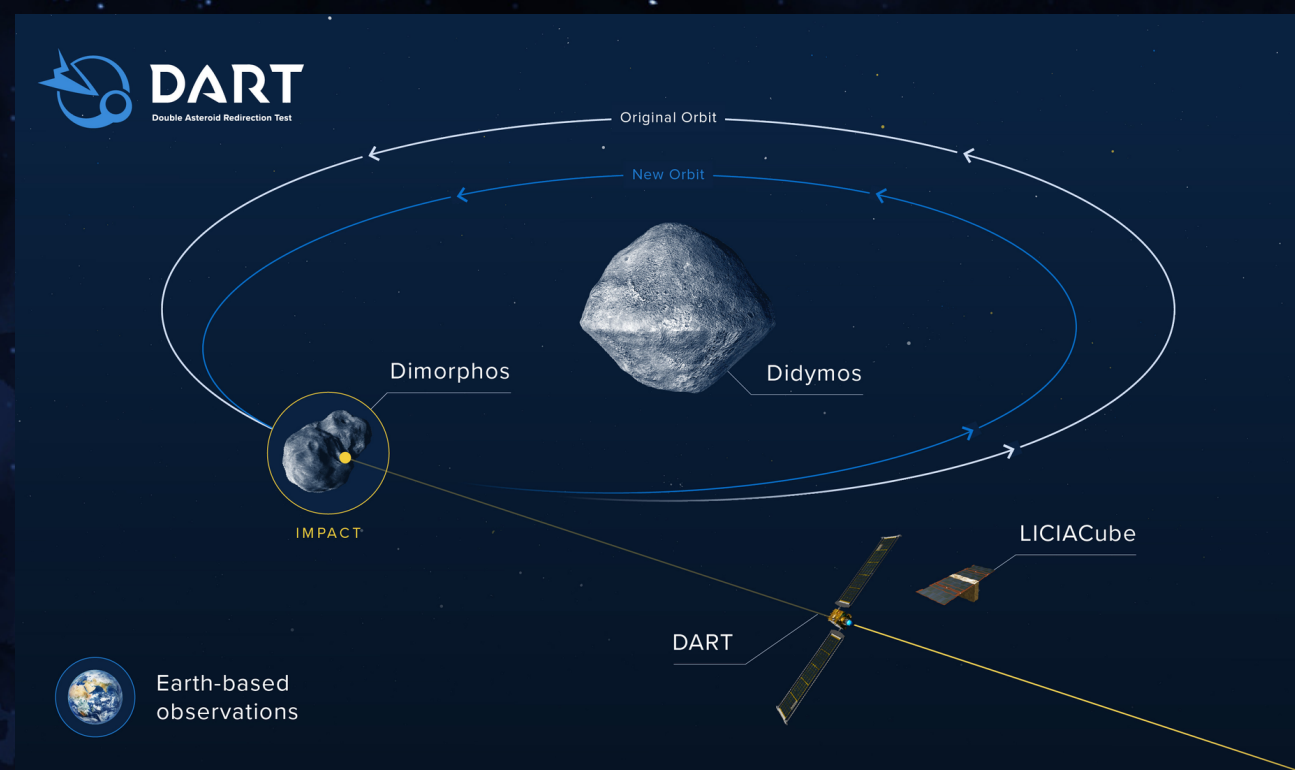 DART
Double Asteroid Redirection Test
Original Orbit
New Orbit
Dimorphos
Didymos
IMPACT
LICIACube
DART
Earth-based
observations